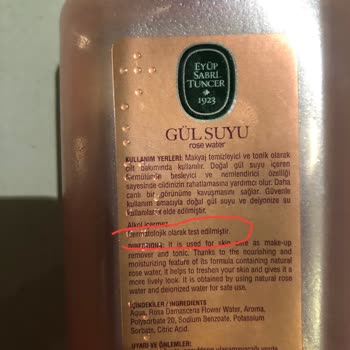 EYÜP
SABRİ
TUNCER
1923
GÜL SUYU
rose water
KULLANIM YERLERİ: Makyaj temizleyici ve tonik olarak
cilt bakımında kullanılır. Doğal gül suyu içeren
formülünün besleyici ve nemlendirici özelliği
sayesinde cildinizin rahatlamasına yardımcı olur. Daha
canlı bir görünüme kavuşmasını sağlar. Güvenle
kullanım amacıyla doğal gül suyu ve deiyonize su
kullanılarak elde edilmiştir.
Alkol içermez.
Dermatolojik olarak test edilmiştir.
DIRECTIONS: It is used for skin care as make-up
remover and tonic. Thanks to the nourishing and
moisturizing feature of its formula containing natural
rose water, it helps to freshen your skin and gives it a
more lively look. It is obtained by using natural rose
water and deionized water for safe use.
İÇİNDEKİLER / INGREDIENTS
Aqua, Rosa Damascena Flower Water, Aroma,
Polysorbate 20, Sodium Benzoate, Potassium
Sorbate, Citric Acid.
UYARI VE ÖNLEMLER: